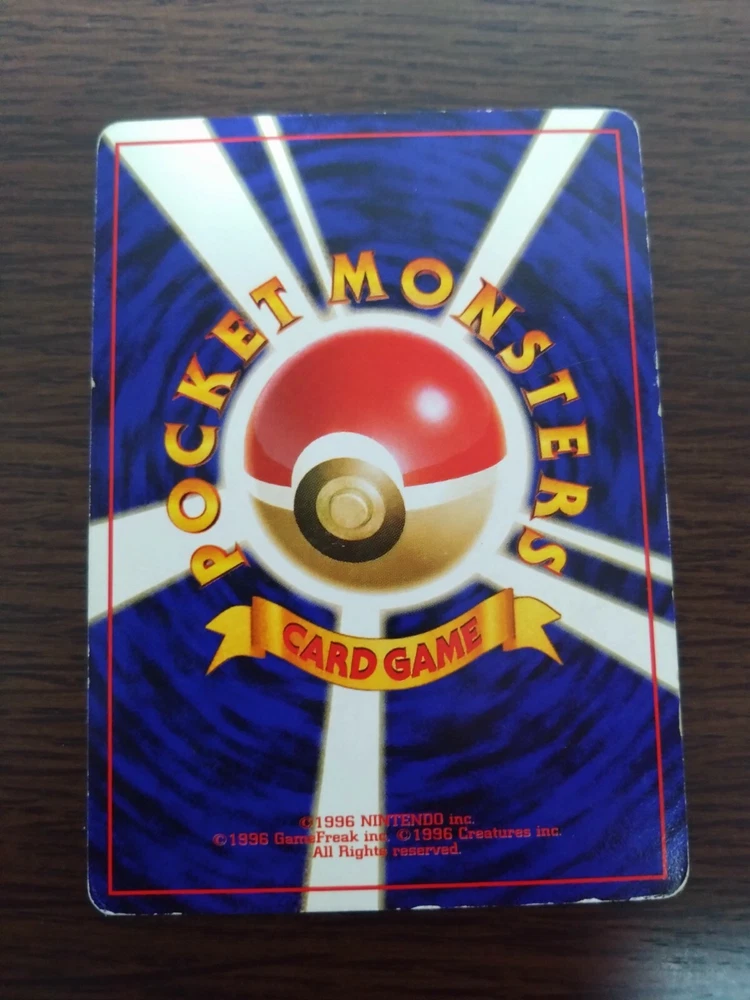 POCKET MONSTERS
CARD GAME
©1996 NINTENDO inc.
©1996 GameFreak inc. ©1996 Creatures inc.
All Rights reserved.